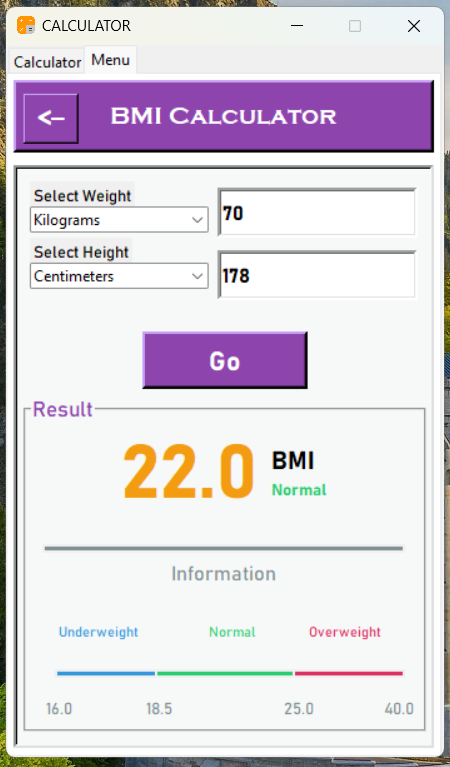 CALCULATOR
Calculator Menu
<- BMI CALCULATOR
Select Weight
Kilograms 70
Select Height
Centimeters 178
Go
Result
22.0 BMI
Normal
Information
Underweight Normal Overweight
16.0 18.5 25.0 40.0